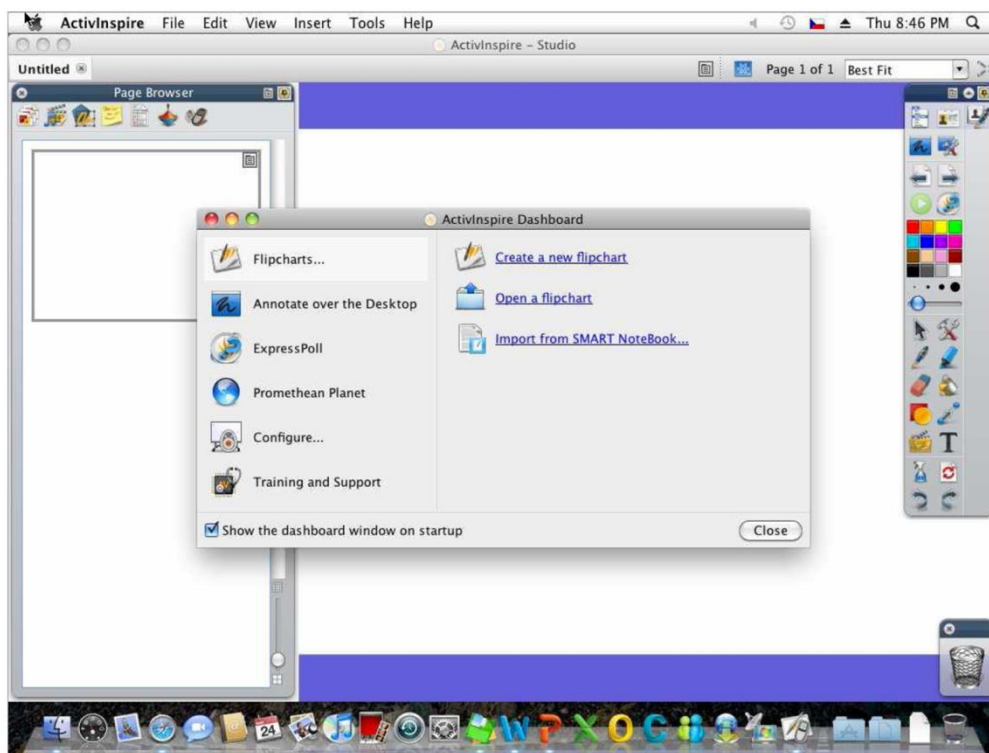 ActivInspire File Edit View Insert Tools Help Thu 8:46 PM
ActivInspire – Studio
Untitled Page 1 of 1 Best Fit
Page Browser
ActivInspire Dashboard
Flipcharts...
Annotate over the Desktop
ExpressPoll
Promethean Planet
Configure...
Training and Support
Create a new flipchart
Open a flipchart
Import from SMART NoteBook...
Show the dashboard window on startup Close
T
24
W P X O C